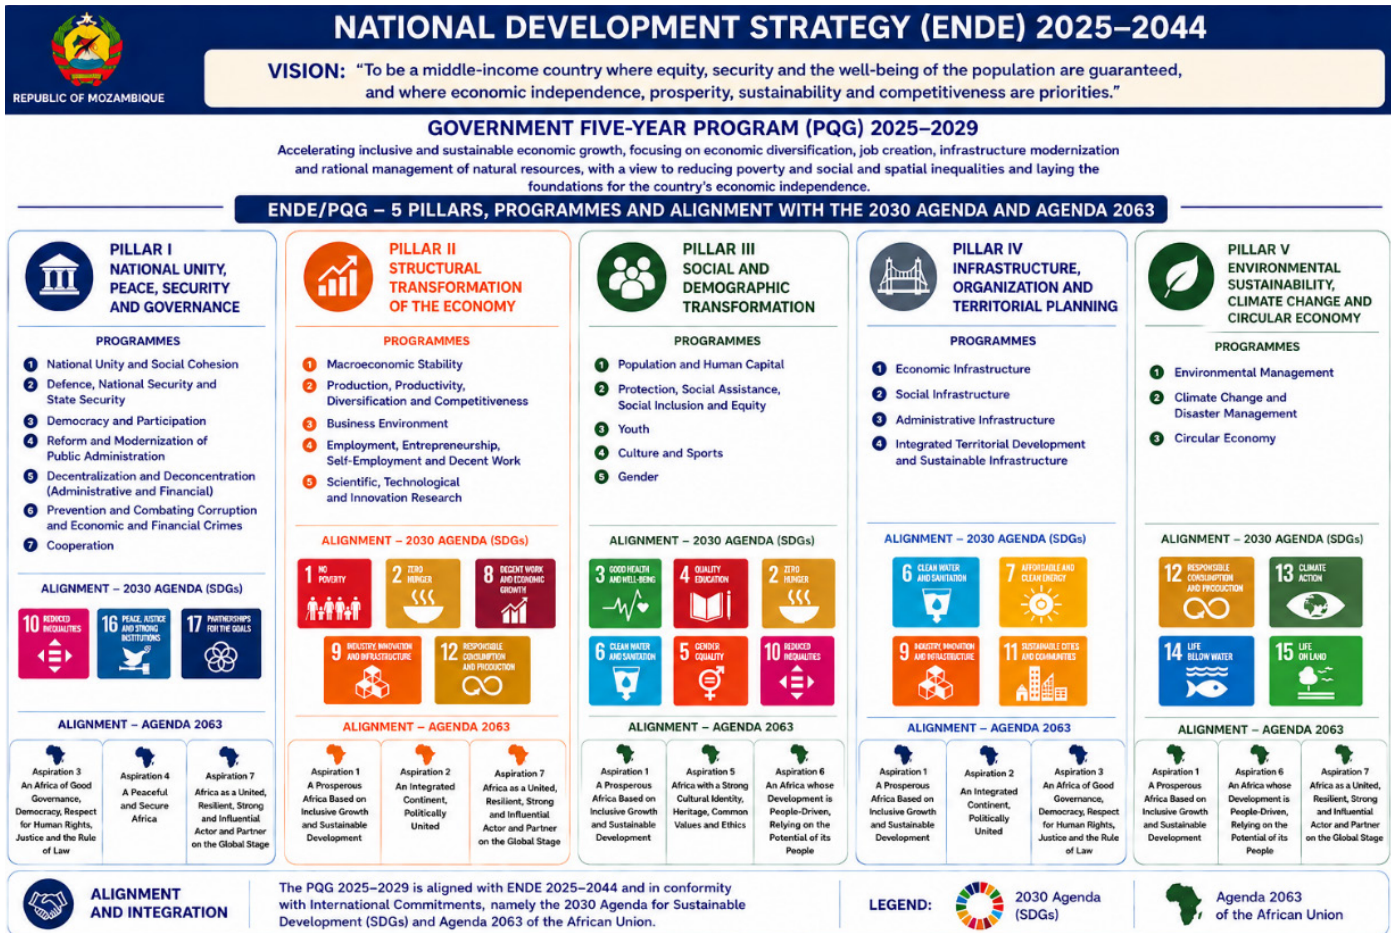 NATIONAL DEVELOPMENT STRATEGY (ENDE) 2025–2044
REPUBLIC OF MOZAMBIQUE
VISION: “To be a middle-income country where equity, security and the well-being of the population are guaranteed,
and where economic independence, prosperity, sustainability and competitiveness are priorities.”
GOVERNMENT FIVE-YEAR PROGRAM (PQG) 2025–2029
Accelerating inclusive and sustainable economic growth, focusing on economic diversification, job creation, infrastructure modernization
and rational management of natural resources, with a view to reducing poverty and social and spatial inequalities and laying the
foundations for the country's economic independence.
ENDE/PQG – 5 PILLARS, PROGRAMMES AND ALIGNMENT WITH THE 2030 AGENDA AND AGENDA 2063
PILLAR I
NATIONAL UNITY,
PEACE, SECURITY
AND GOVERNANCE
PROGRAMMES
1 National Unity and Social Cohesion
2 Defence, National Security and
State Security
3 Democracy and Participation
4 Reform and Modernization of
Public Administration
5 Decentralization and Deconcentration
(Administrative and Financial)
6 Prevention and Combating Corruption
and Economic and Financial Crimes
7 Cooperation
ALIGNMENT – 2030 AGENDA (SDGs)
10 REDUCED
INEQUALITIES
16 PEACE, JUSTICE
AND STRONG
INSTITUTIONS
17 PARTNERSHIPS
FOR THE GOALS
ALIGNMENT – AGENDA 2063
Aspiration 3
An Africa of Good
Governance,
Democracy, Respect
for Human Rights,
Justice and the Rule
of Law
Aspiration 4
A Peaceful
and Secure
Africa
Aspiration 7
Africa as a United,
Resilient, Strong
and Influential
Actor and Partner
on the Global Stage
PILLAR II
STRUCTURAL
TRANSFORMATION
OF THE ECONOMY
PROGRAMMES
1 Macroeconomic Stability
2 Production, Productivity,
Diversification and Competitiveness
3 Business Environment
4 Employment, Entrepreneurship,
Self-Employment and Decent Work
5 Scientific, Technological
and Innovation Research
ALIGNMENT – 2030 AGENDA (SDGs)
1 NO
POVERTY
2 ZERO
HUNGER
8 DECENT WORK
AND ECONOMIC
GROWTH
9 INDUSTRY, INNOVATION
AND INFRASTRUCTURE
12 RESPONSIBLE
CONSUMPTION
AND PRODUCTION
ALIGNMENT – AGENDA 2063
Aspiration 1
A Prosperous
Africa Based on
Inclusive Growth
and Sustainable
Development
Aspiration 2
An Integrated
Continent,
Politically
United
Aspiration 7
Africa as a United,
Resilient, Strong
and Influential
Actor and Partner
on the Global Stage
PILLAR III
SOCIAL AND
DEMOGRAPHIC
TRANSFORMATION
PROGRAMMES
1 Population and Human Capital
2 Protection, Social Assistance,
Social Inclusion and Equity
3 Youth
4 Culture and Sports
5 Gender
ALIGNMENT – 2030 AGENDA (SDGs)
3 GOOD HEALTH
AND WELL-BEING
4 QUALITY
EDUCATION
2 ZERO
HUNGER
6 CLEAN WATER
AND SANITATION
5 GENDER
EQUALITY
10 REDUCED
INEQUALITIES
ALIGNMENT – AGENDA 2063
Aspiration 1
A Prosperous
Africa Based on
Inclusive Growth
and Sustainable
Development
Aspiration 5
Africa with a Strong
Cultural Identity,
Heritage, Common
Values and Ethics
Aspiration 6
An Africa whose
Development is
People-Driven,
Relying on the
Potential of its
People
PILLAR IV
INFRASTRUCTURE,
ORGANIZATION AND
TERRITORIAL PLANNING
PROGRAMMES
1 Economic Infrastructure
2 Social Infrastructure
3 Administrative Infrastructure
4 Integrated Territorial Development
and Sustainable Infrastructure
ALIGNMENT – 2030 AGENDA (SDGs)
6 CLEAN WATER
AND SANITATION
7 AFFORDABLE AND
CLEAN ENERGY
9 INDUSTRY, INNOVATION
AND INFRASTRUCTURE
11 SUSTAINABLE CITIES
AND COMMUNITIES
ALIGNMENT – AGENDA 2063
Aspiration 1
A Prosperous
Africa Based on
Inclusive Growth
and Sustainable
Development
Aspiration 2
An Integrated
Continent,
Politically
United
Aspiration 3
An Africa of Good
Governance,
Democracy, Respect
for Human Rights,
Justice and the Rule
of Law
PILLAR V
ENVIRONMENTAL
SUSTAINABILITY,
CLIMATE CHANGE AND
CIRCULAR ECONOMY
PROGRAMMES
1 Environmental Management
2 Climate Change and
Disaster Management
3 Circular Economy
ALIGNMENT – 2030 AGENDA (SDGs)
12 RESPONSIBLE
CONSUMPTION
AND PRODUCTION
13 CLIMATE
ACTION
14 LIFE
BELOW WATER
15 LIFE
ON LAND
ALIGNMENT – AGENDA 2063
Aspiration 1
A Prosperous
Africa Based on
Inclusive Growth
and Sustainable
Development
Aspiration 6
An Africa whose
Development is
People-Driven,
Relying on the
Potential of its
People
Aspiration 7
Africa as a United,
Resilient, Strong
and Influential
Actor and Partner
on the Global Stage
ALIGNMENT
AND INTEGRATION
The PQG 2025–2029 is aligned with ENDE 2025–2044 and in conformity
with International Commitments, namely the 2030 Agenda for Sustainable
Development (SDGs) and Agenda 2063 of the African Union.
LEGEND:
2030 Agenda
(SDGs)
Agenda 2063
of the African Union